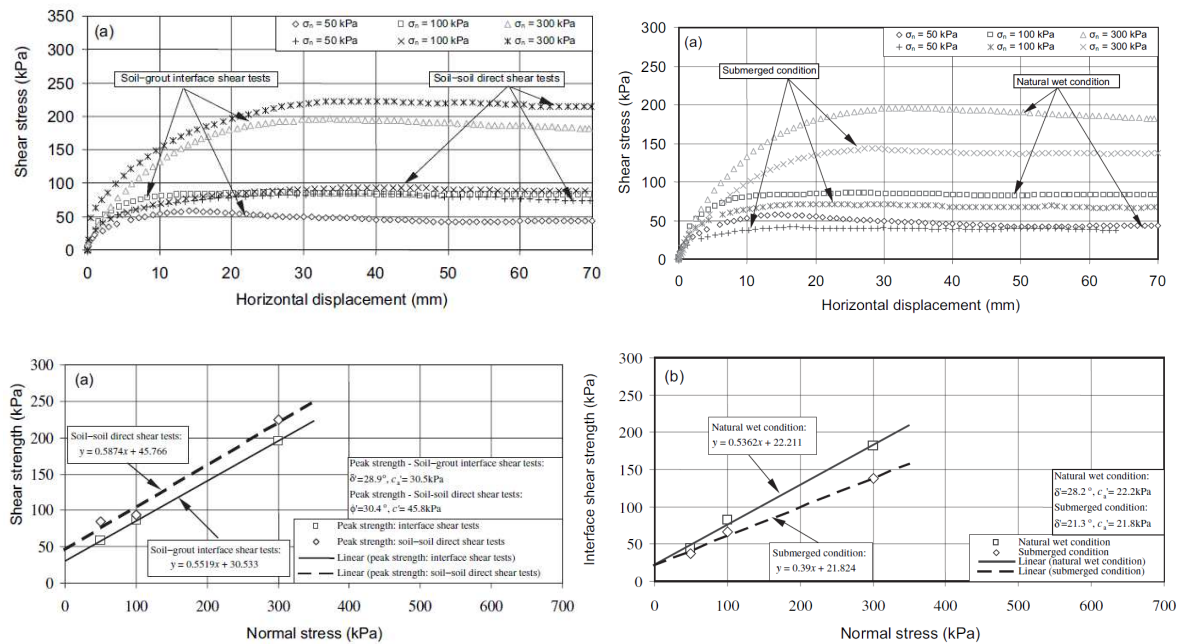 (a)
σn = 50 kPa
σn = 100 kPa
σn = 300 kPa
σn = 50 kPa
σn = 100 kPa
σn = 300 kPa
Soil–grout interface shear tests
Soil–soil direct shear tests
Shear stress (kPa)
350
300
250
200
150
100
50
0
0 10 20 30 40 50 60 70
Horizontal displacement (mm)
(a)
σn = 50 kPa
σn = 100 kPa
σn = 300 kPa
σn = 50 kPa
σn = 100 kPa
σn = 300 kPa
Submerged condition
Natural wet condition
Shear stress (kPa)
300
250
200
150
100
50
0
0 10 20 30 40 50 60 70
Horizontal displacement (mm)
(a)
Shear strength (kPa)
300
250
200
150
100
50
0
Soil–soil direct shear tests:
y = 0.5874x + 45.766
Soil–grout interface shear tests:
y = 0.5519x + 30.533
Peak strength - Soil–grout interface shear tests:
δ'=28.9°, ca'= 30.5kPa
Peak strength - Soil–soil direct shear tests:
ϕ'=30.4°, c'= 45.8kPa
Peak strength: interface shear tests
Peak strength: soil–soil direct shear tests
Linear (peak strength: interface shear tests)
Linear (peak strength: soil–soil direct shear tests)
0 100 200 300 400 500 600 700
Normal stress (kPa)
(b)
Interface shear strength (kPa)
300
250
200
150
100
50
0
Natural wet condition:
y = 0.5362x + 22.211
Submerged condition:
y = 0.39x + 21.824
Natural wet condition:
δ'=28.2°, ca'= 22.2kPa
Submerged condition:
δ'=21.3°, ca'= 21.8kPa
Natural wet condition
Submerged condition
Linear (natural wet condition)
Linear (submerged condition)
0 100 200 300 400 500 600 700
Normal stress (kPa)